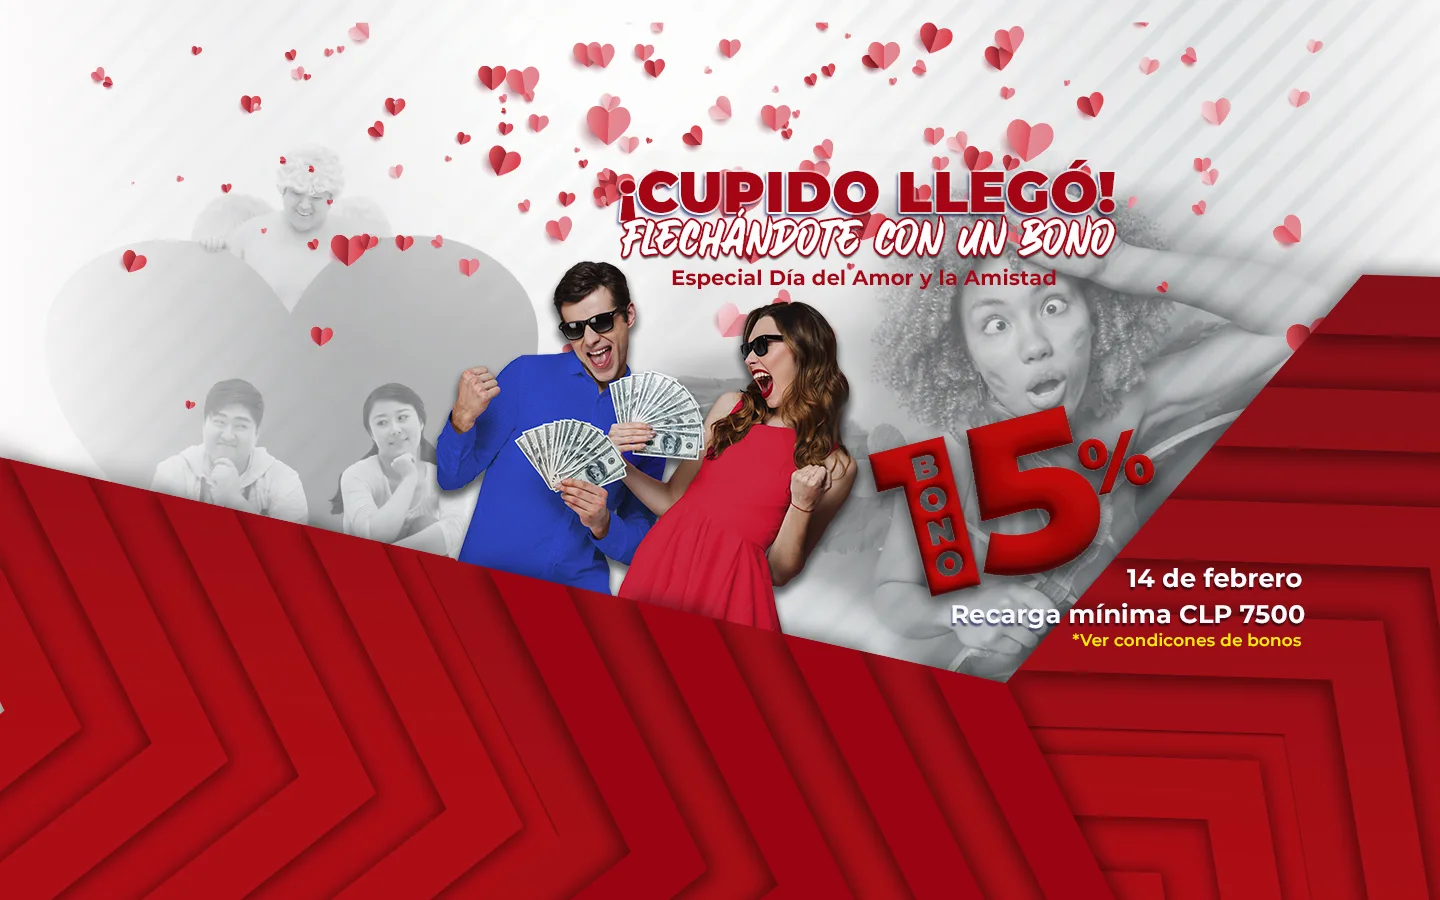 ¡CUPIDO LLEGÓ!
FLECHÁNDOTE CON UN BONO
Especial Día del Amor y la Amistad
BONO
15%
14 de febrero
Recarga mínima CLP 7500
*Ver condicones de bonos